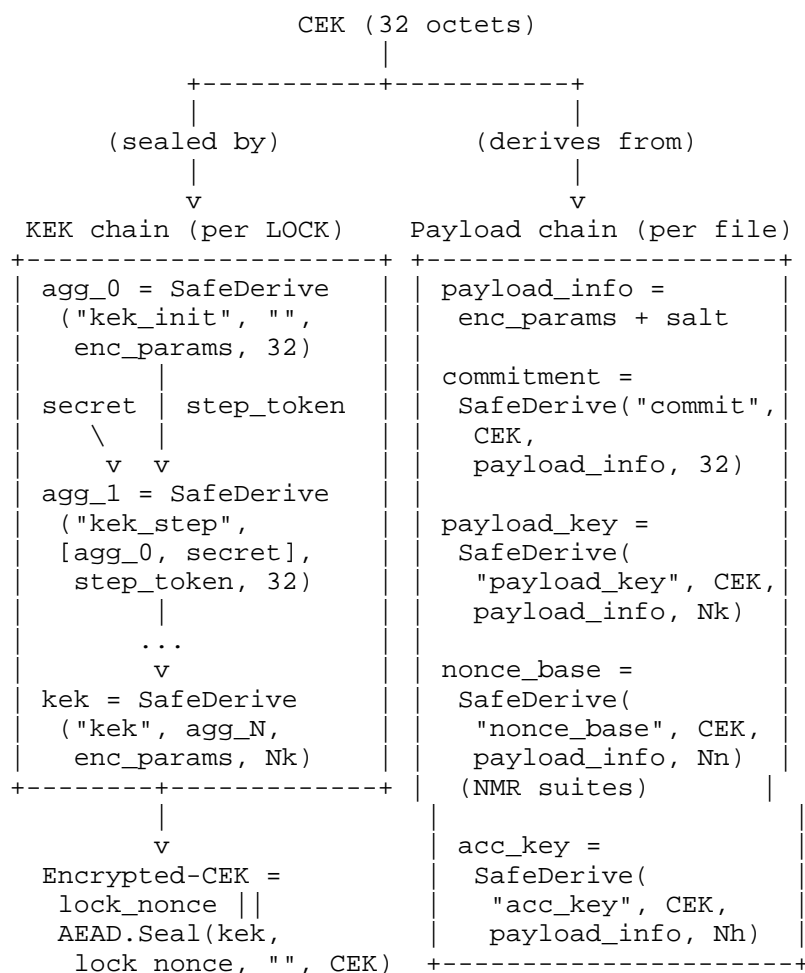 CEK (32 octets)
                             |
                 +-----------+-----------+
                 |                       |
            (sealed by)            (derives from)
                 |                       |
                 v                       v
 KEK chain (per LOCK)    Payload chain (per file)
+----------------------+ +----------------------+
| agg_0 = SafeDerive   | | payload_info =       |
|  ("kek_init", "",    | |  enc_params + salt   |
|   enc_params, 32)    | |                      |
|        |             | | commitment =         |
| secret | step_token  | |  SafeDerive("commit",|
|    \   |             | |   CEK,               |
|     v  v             | |   payload_info, 32)  |
| agg_1 = SafeDerive   | |                      |
|  ("kek_step",        | | payload_key =        |
|  [agg_0, secret],    | |  SafeDerive(         |
|   step_token, 32)    | |   "payload_key", CEK,|
|        |             | |   payload_info, Nk)  |
|       ...            | |                      |
|        v             | | nonce_base =         |
| kek = SafeDerive     | |  SafeDerive(         |
|  ("kek", agg_N,      | |   "nonce_base", CEK, |
|   enc_params, Nk)    | |   payload_info, Nn)  |
+--------+-------------+ |  (NMR suites)       |
         |                |                      |
         v                | acc_key =            |
  Encrypted-CEK =         |  SafeDerive(         |
   lock_nonce ||          |   "acc_key", CEK,    |
   AEAD.Seal(kek,         |   payload_info, Nh)  |
    lock_nonce, "", CEK)  +----------------------+